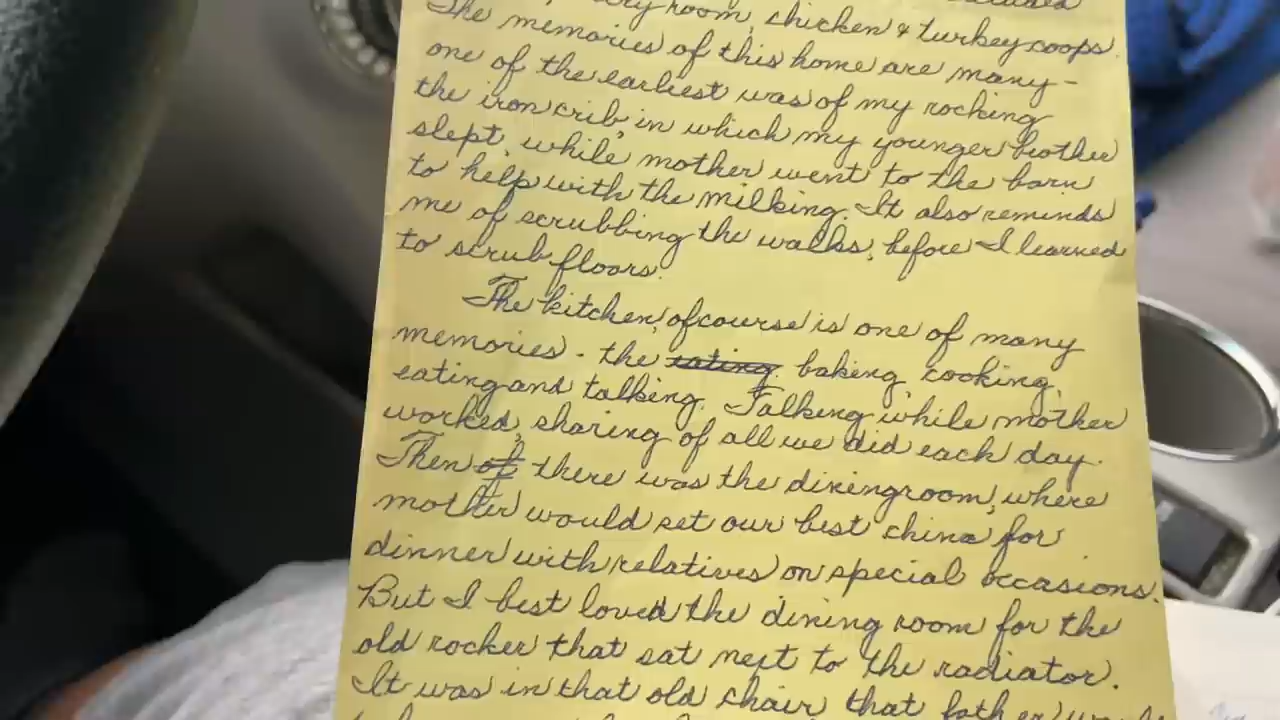 room, chicken & turkey coops.
The memories of this home are many -
one of the earliest was of my rocking
the iron crib, in which my younger brother
slept, while mother went to the barn
to help with the milking. It also reminds
me of scrubbing the walks, before I learned
to scrub floors.
The kitchen, ofcourse is one of many
memories - the eating baking, cooking,
eating and talking. Talking while mother
worked, sharing of all we did each day.
Then of there was the diningroom, where
mother would set our best china for
dinner with relatives on special occasions.
But I best loved the dining room for the
old rocker that sat next to the radiator.
It was in that old chair that father